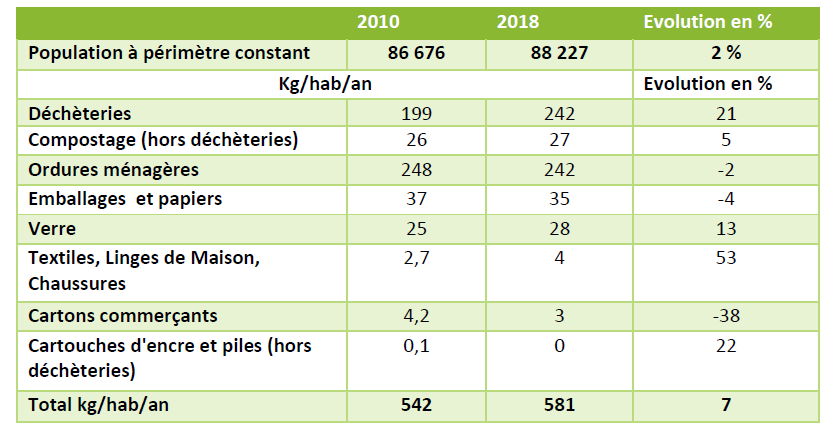 2010 2018 Evolution en %
Population à périmètre constant 86 676 88 227 2 %
Kg/hab/an Evolution en %
Déchèteries 199 242 21
Compostage (hors déchèteries) 26 27 5
Ordures ménagères 248 242 -2
Emballages et papiers 37 35 -4
Verre 25 28 13
Textiles, Linges de Maison, 2,7 4 53
Chaussures
Cartons commerçants 4,2 3 -38
Cartouches d'encre et piles (hors 0,1 0 22
déchèteries)
Total kg/hab/an 542 581 7